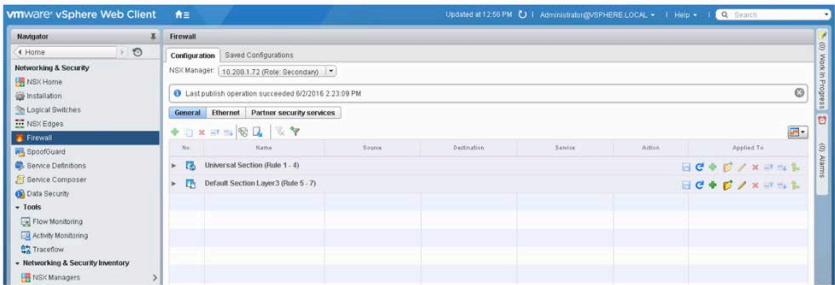 vmware® vSphere Web Client
Updated at 12:56 PM
Administrator@VSPHERE.LOCAL
Help
Search
Navigator
Home
Networking & Security
NSX Home
Installation
Logical Switches
NSX Edges
Firewall
SpoofGuard
Service Definitions
Service Composer
Data Security
Tools
Flow Monitoring
Activity Monitoring
Traceflow
Networking & Security Inventory
NSX Managers
Firewall
Configuration Saved Configurations
NSX Manager: 10.200.1.72 (Role: Secondary)
Last publish operation succeeded 6/2/2016 2:23:09 PM
General Ethernet Partner security services
No. Name Source Destination Service Action Applied To
Universal Section (Rule 1 - 4)
Default Section Layer3 (Rule 5 - 7)
(0) Work In Progress
(0) Alarms